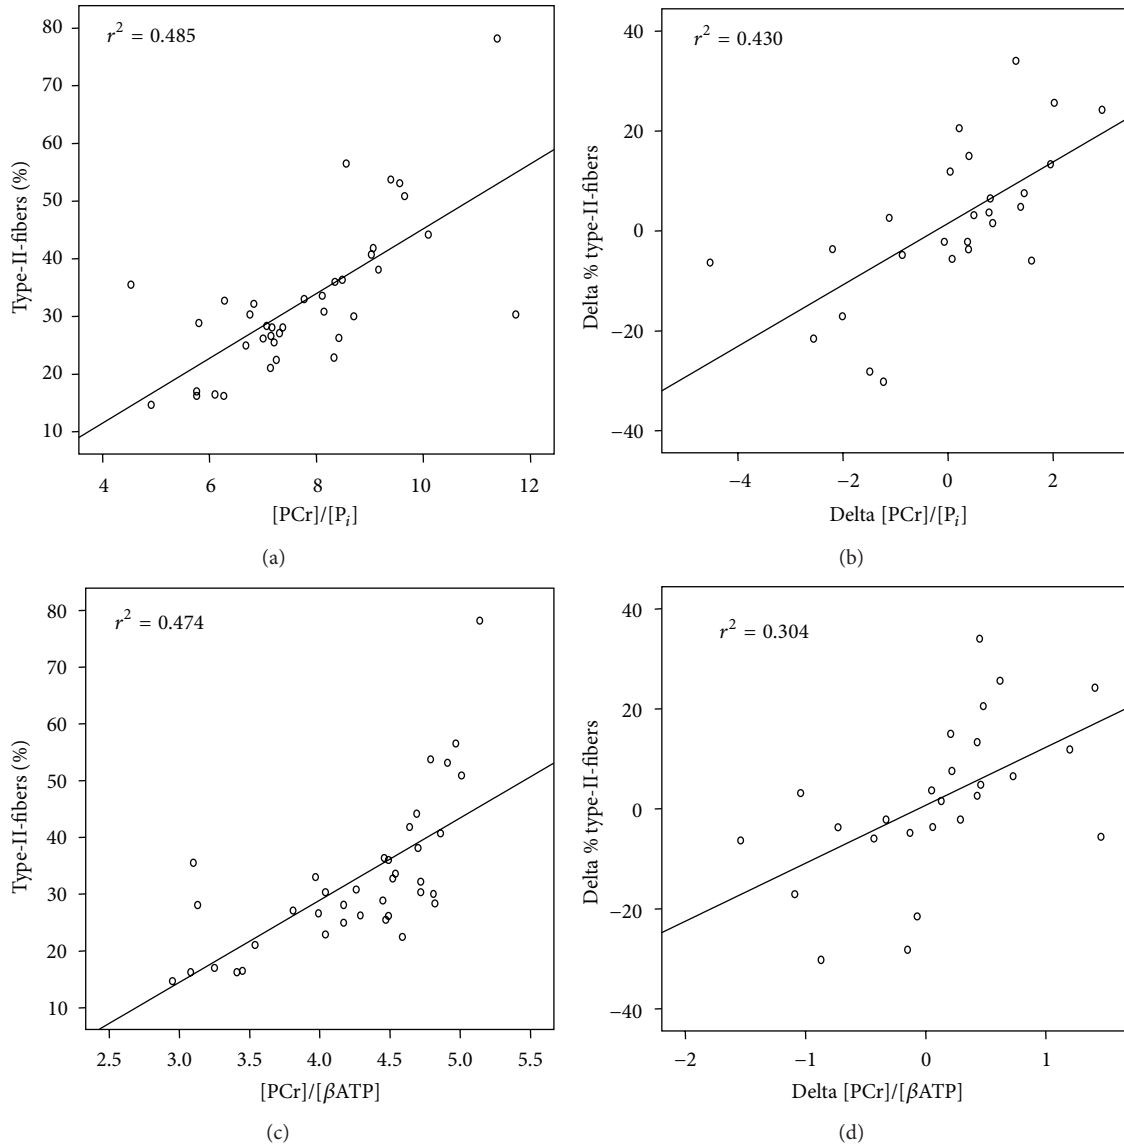 r² = 0.485
Type-II-fibers (%)
80
70
60
50
40
30
20
10
4 6 8 10 12
[PCr]/[Pᵢ]
(a)
r² = 0.430
Delta % type-II-fibers
40
20
0
−20
−40
−4 −2 0 2
Delta [PCr]/[Pᵢ]
(b)
r² = 0.474
Type-II-fibers (%)
80
70
60
50
40
30
20
10
2.5 3.0 3.5 4.0 4.5 5.0 5.5
[PCr]/[βATP]
(c)
r² = 0.304
Delta % type-II-fibers
40
20
0
−20
−40
−2 −1 0 1
Delta [PCr]/[βATP]
(d)